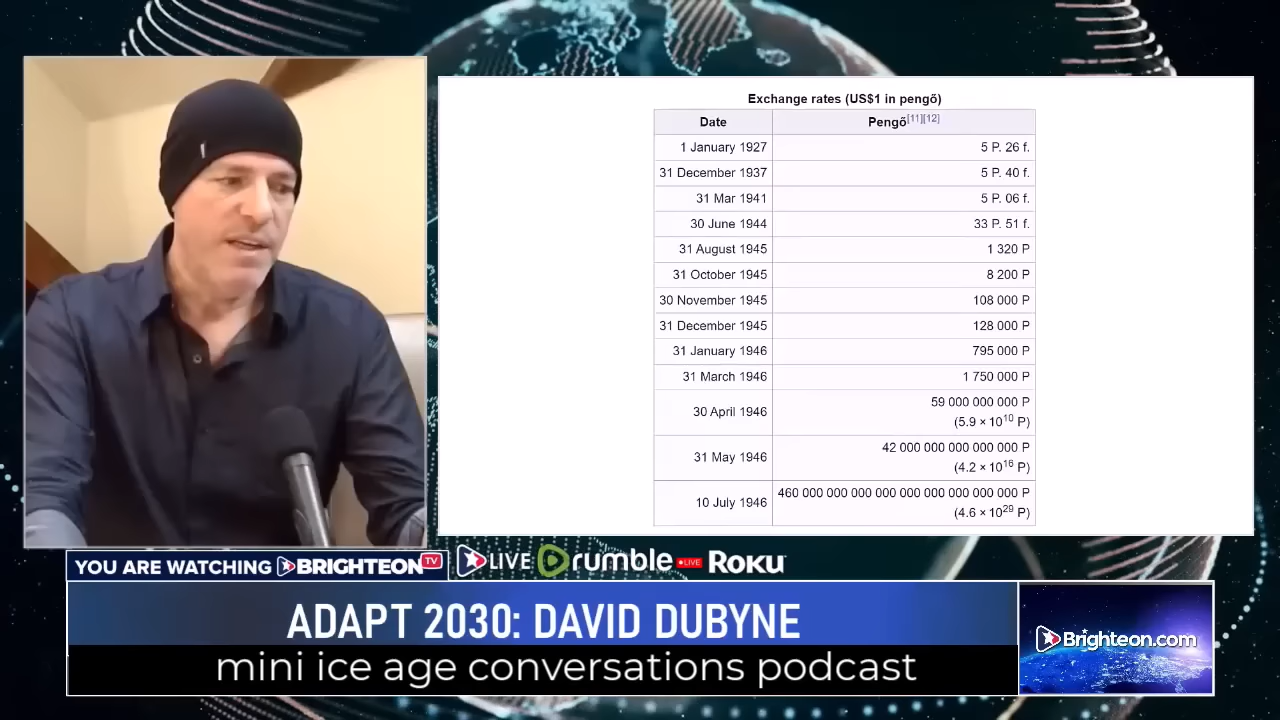 Exchange rates (US$1 in pengő)
Date Pengő[11][12]
1 January 1927 5 P. 26 f.
31 December 1937 5 P. 40 f.
31 Mar 1941 5 P. 06 f.
30 June 1944 33 P. 51 f.
31 August 1945 1 320 P
31 October 1945 8 200 P
30 November 1945 108 000 P
31 December 1945 128 000 P
31 January 1946 795 000 P
31 March 1946 1 750 000 P
30 April 1946 59 000 000 000 P
(5.9 × 10¹⁰ P)
31 May 1946 42 000 000 000 000 000 P
(4.2 × 10¹⁶ P)
10 July 1946 460 000 000 000 000 000 000 000 000 000 P
(4.6 × 10²⁹ P)
YOU ARE WATCHING BRIGHTEON TV LIVE rumble LIVE Roku
ADAPT 2030: DAVID DUBYNE
mini ice age conversations podcast
Brighteon.com